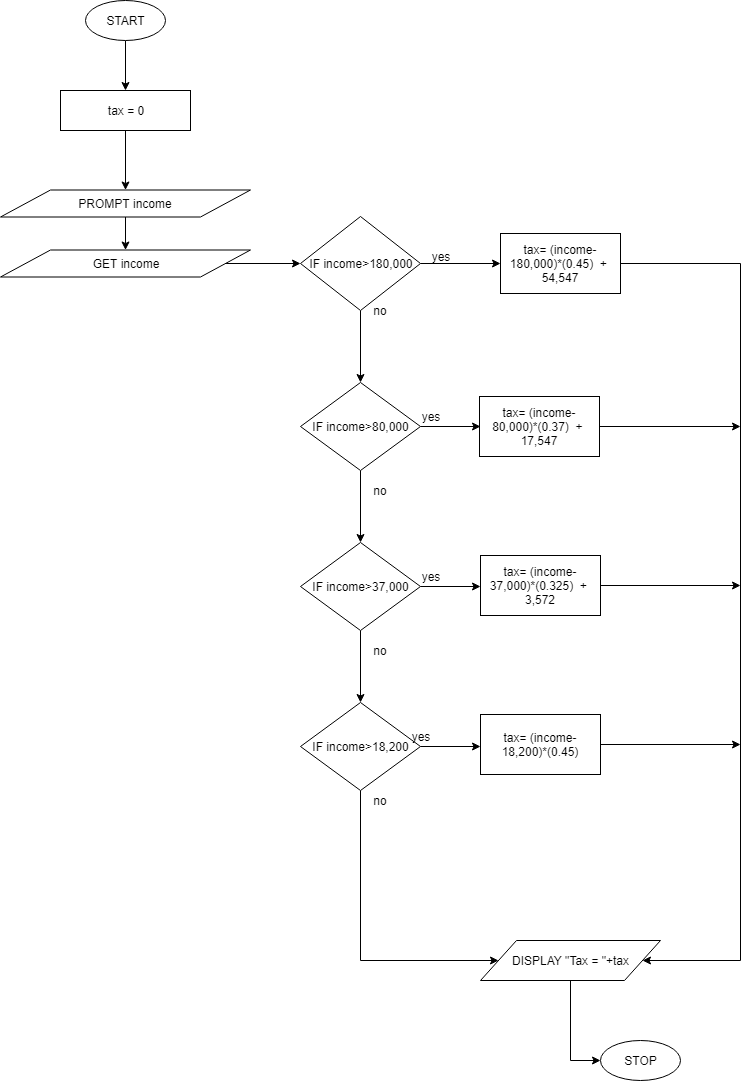 START
tax = 0
PROMPT income
GET income
IF income>180,000
yes
tax= (income-
180,000)*(0.45) +
54,547
no
IF income>80,000
yes
tax= (income-
80,000)*(0.37) +
17,547
no
IF income>37,000
yes
tax= (income-
37,000)*(0.325) +
3,572
no
IF income>18,200
yes
tax= (income-
18,200)*(0.45)
no
DISPLAY "Tax = "+tax
STOP